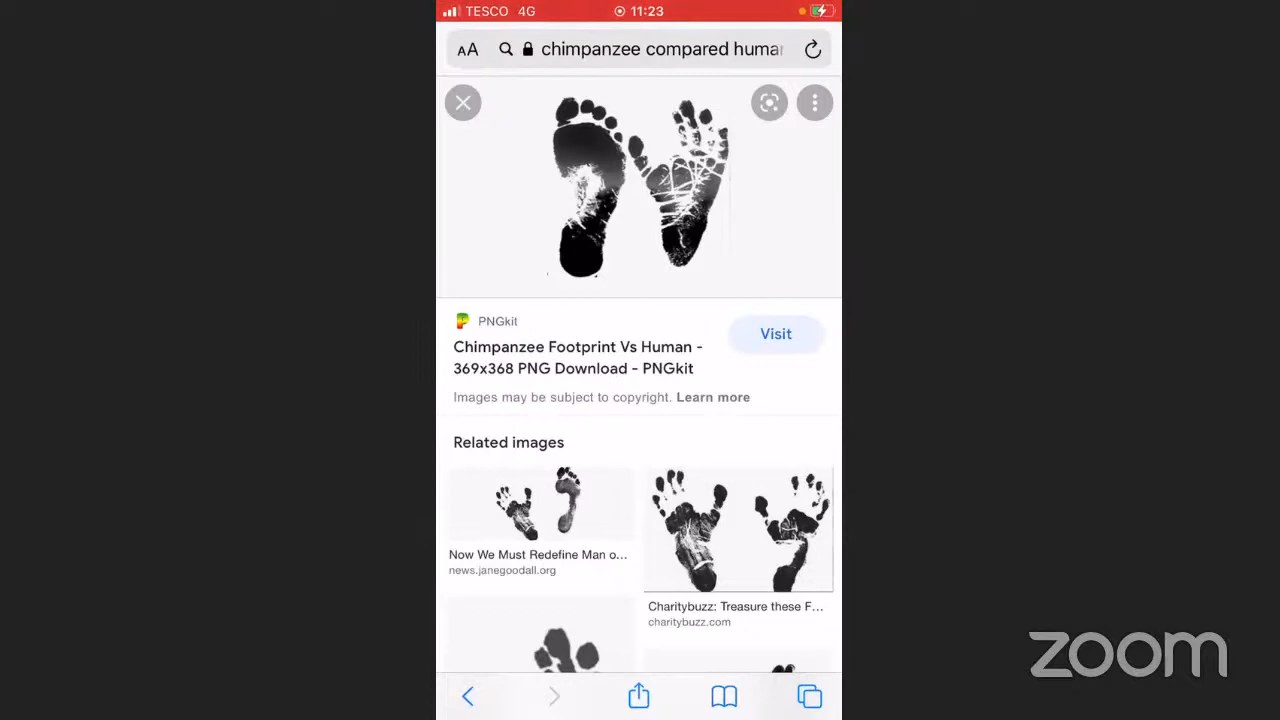 TESCO 4G 11:23
AA chimpanzee compared huma
PNGkit
Visit
Chimpanzee Footprint Vs Human -
369x368 PNG Download - PNGkit
Images may be subject to copyright. Learn more
Related images
Now We Must Redefine Man o...
news.janegoodall.org
Charitybuzz: Treasure these F...
charitybuzz.com
zoom